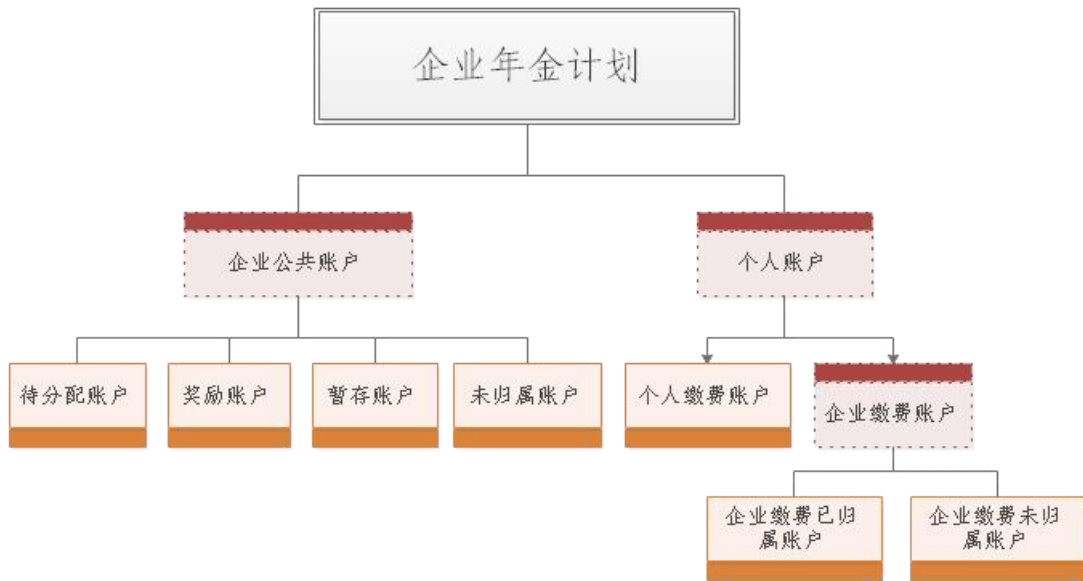 企业年金计划
企业公共账户
个人账户
待分配账户
奖励账户
暂存账户
未归属账户
个人缴费账户
企业缴费账户
企业缴费已归
属账户
企业缴费未归
属账户